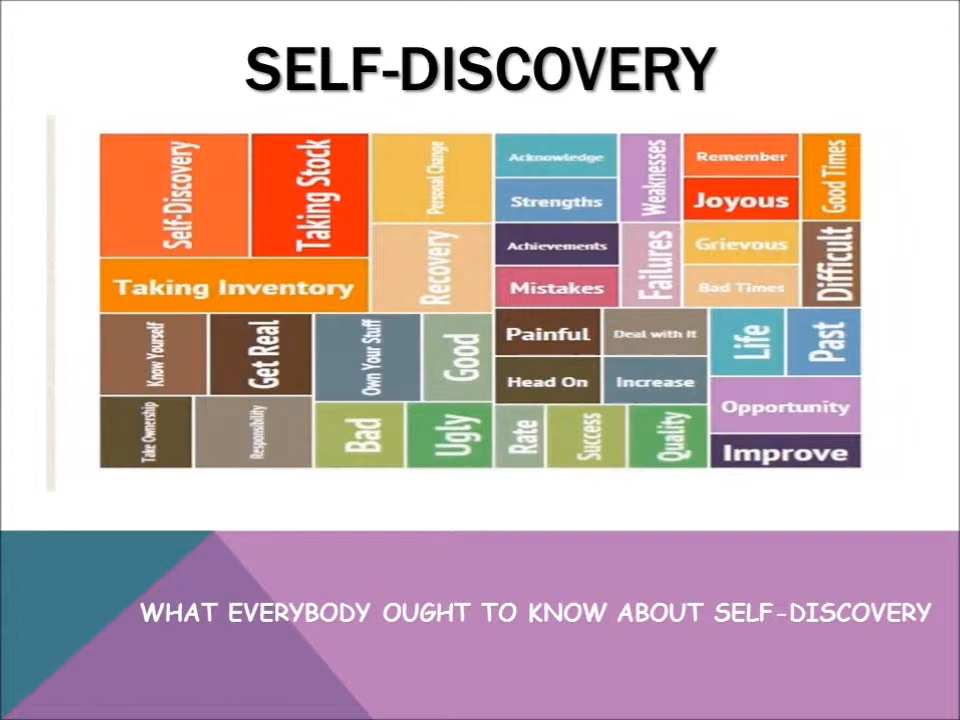 SELF-DISCOVERY
Self-Discovery
Taking Stock
Personal Change
Acknowledge
Weaknesses
Remember
Good Times
Strengths
Joyous
Recovery
Achievements
Failures
Grievous
Difficult
Taking Inventory
Mistakes
Bad Times
Know Yourself
Get Real
Own Your Stuff
Good
Painful
Deal with It
Life
Past
Head On
Increase
Take Ownership
Responsibility
Bad
Ugly
Rate
Success
Quality
Opportunity
Improve
WHAT EVERYBODY OUGHT TO KNOW ABOUT SELF-DISCOVERY